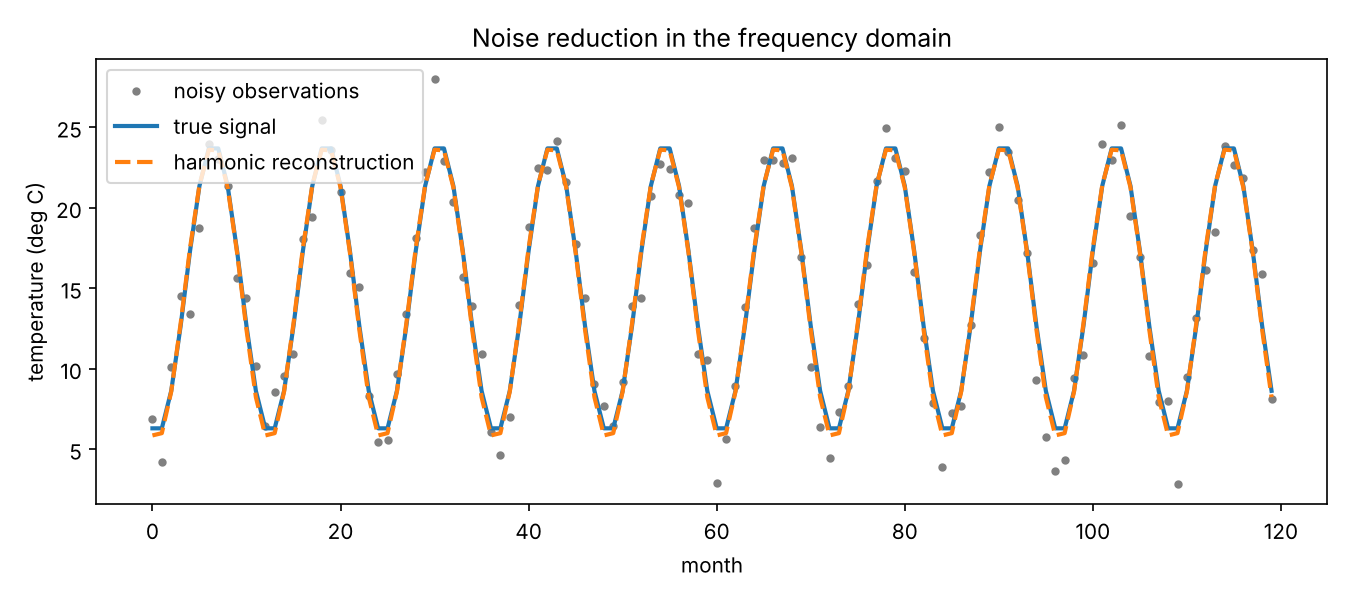 Noise reduction in the frequency domain
noisy observations
true signal
harmonic reconstruction
temperature (deg C)
25
20
15
10
5
0
20
40
60
80
100
120
month